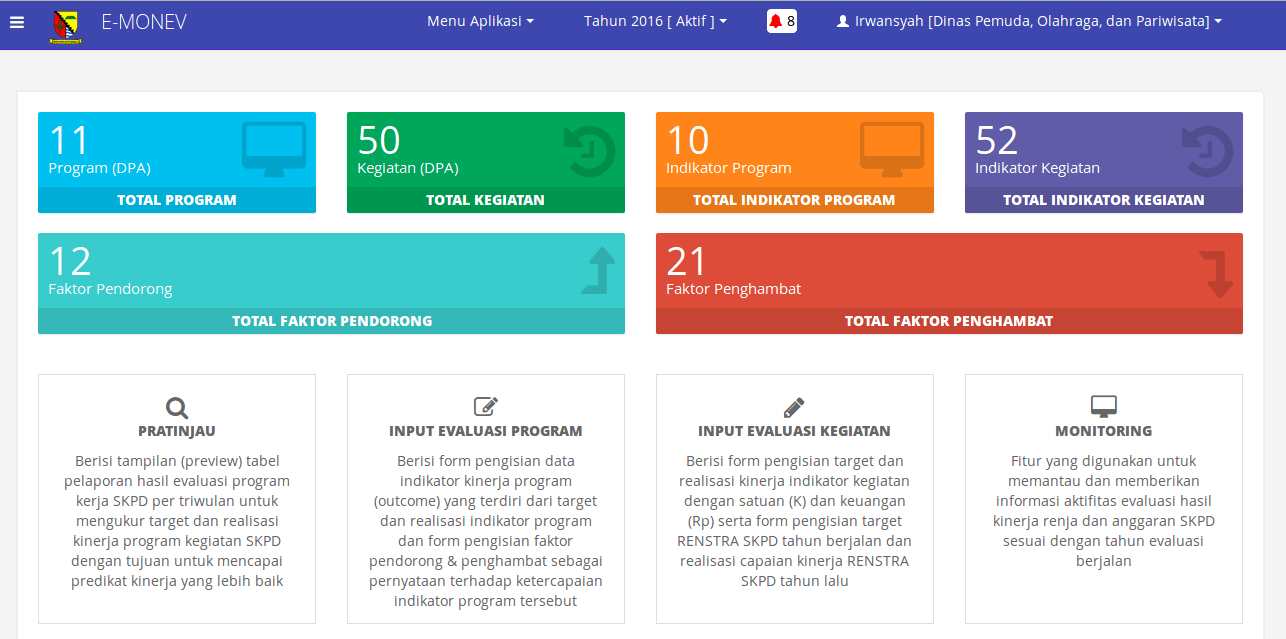 E-MONEV
Menu Aplikasi
Tahun 2016 [ Aktif ]
8
Irwansyah [Dinas Pemuda, Olahraga, dan Pariwisata]
11
Program (DPA)
TOTAL PROGRAM
50
Kegiatan (DPA)
TOTAL KEGIATAN
10
Indikator Program
TOTAL INDIKATOR PROGRAM
52
Indikator Kegiatan
TOTAL INDIKATOR KEGIATAN
12
Faktor Pendorong
TOTAL FAKTOR PENDORONG
21
Faktor Penghambat
TOTAL FAKTOR PENGHAMBAT
PRATINJAU
Berisi tampilan (preview) tabel
pelaporan hasil evaluasi program
kerja SKPD per triwulan untuk
mengukur target dan realisasi
kinerja program kegiatan SKPD
dengan tujuan untuk mencapai
predikat kinerja yang lebih baik
INPUT EVALUASI PROGRAM
Berisi form pengisian data
indikator kinerja program
(outcome) yang terdiri dari target
dan realisasi indikator program
dan form pengisian faktor
pendorong & penghambat sebagai
pernyataan terhadap ketercapaian
indikator program tersebut
INPUT EVALUASI KEGIATAN
Berisi form pengisian target dan
realisasi kinerja indikator kegiatan
dengan satuan (K) dan keuangan
(Rp) serta form pengisian target
RENSTRA SKPD tahun berjalan dan
realisasi capaian kinerja RENSTRA
SKPD tahun lalu
MONITORING
Fitur yang digunakan untuk
memantau dan memberikan
informasi aktifitas evaluasi hasil
kinerja renja dan anggaran SKPD
sesuai dengan tahun evaluasi
berjalan